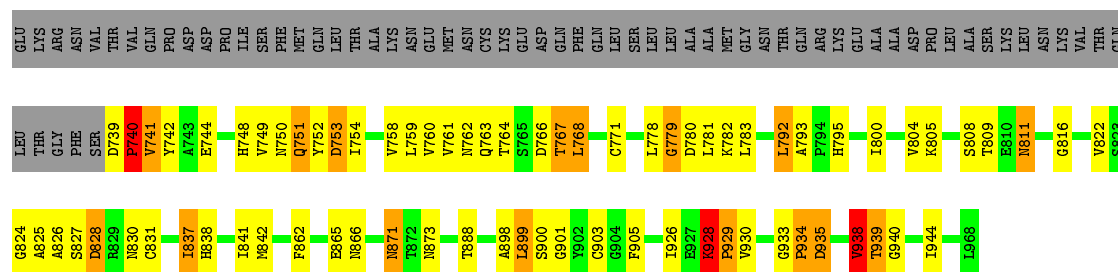 GLU LYS ARG ASN VAL THR VAL GLN PRO ASP ASP PRO ILE SER PHE MET GLN LEU THR ALA LYS ASN GLU MET ASN CYS LYS GLU ASP GLN PHE GLN LEU SER LEU LEU ALA ALA MET GLY ASN THR GLN ARG LYS GLU ALA ALA ASP PRO LEU ALA SER LYS LEU ASN LYS VAL THR GLN
LEU THR GLY PHE SER D739 P740 V741 Y742 A743 E744 H748 V749 N750 Q751 Y752 D753 I754 V758 L759 V760 V761 N762 Q763 T764 S765 D766 T767 L768 C771 L778 G779 D780 L781 K782 L783 L792 A793 P794 H795 I800 V804 K805 S808 T809 E810 N811 G816 V822 S823
G824 A825 A826 S827 D828 R829 N830 C831 I837 H838 I841 M842 F862 E865 N866 N871 T872 N873 T888 A898 L899 S900 G901 Y902 C903 G904 F905 I926 E927 K928 P929 V930 G933 P934 D935 V938 T939 G940 I944 L968